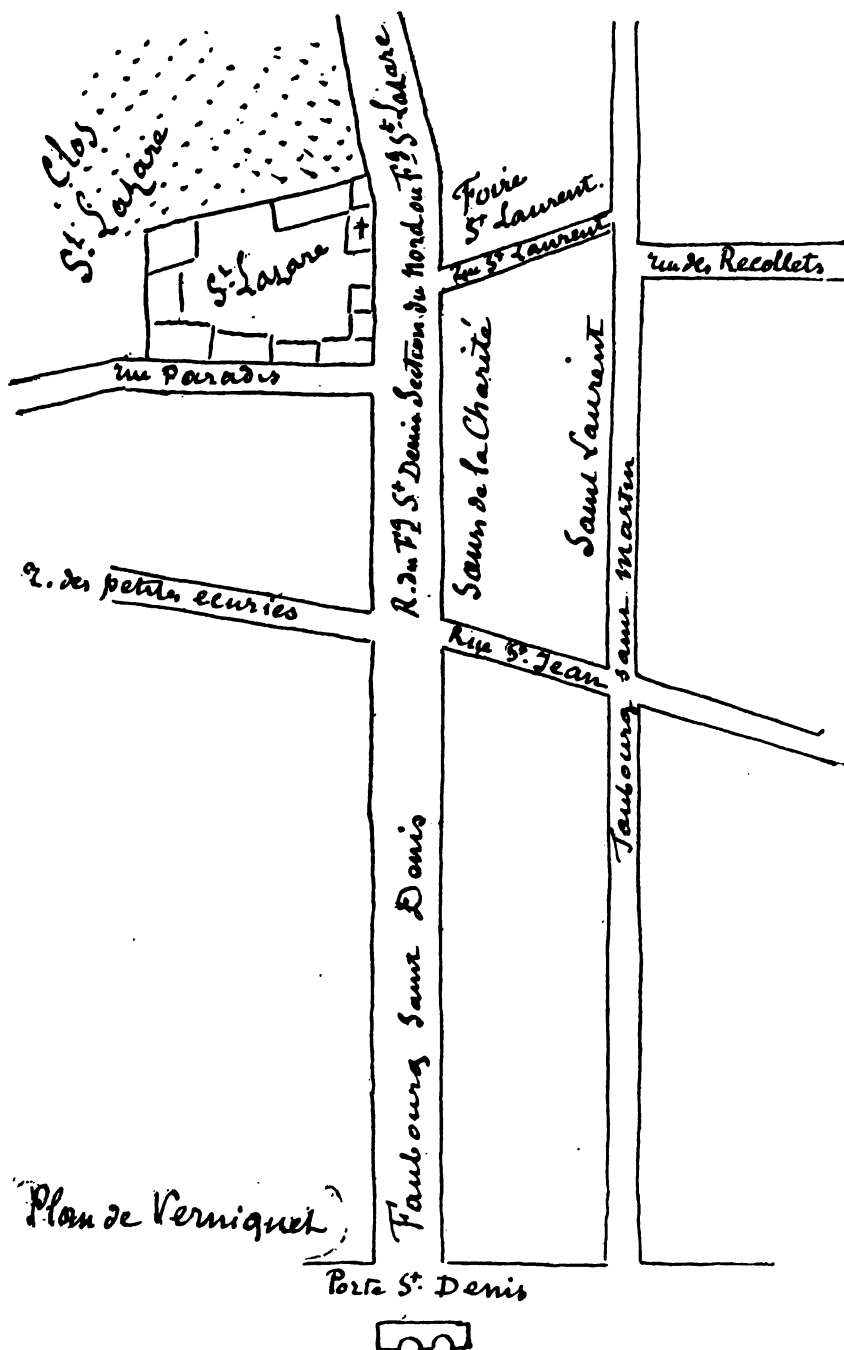 Clos
St. Lazare
St. Lazare
Foire
St Laurent.
rue St Laurent
rue des Recollets
rue Paradis
R. du Fg St Denis Section du Nord ou Fg St Lazare
Sœurs de la Charité
Saint Laurent
r. des petites ecuries
Rue St. Jean
Faubourg saint Martin
Faubourg saint Denis
Plan de Verniquet
Porte St. Denis